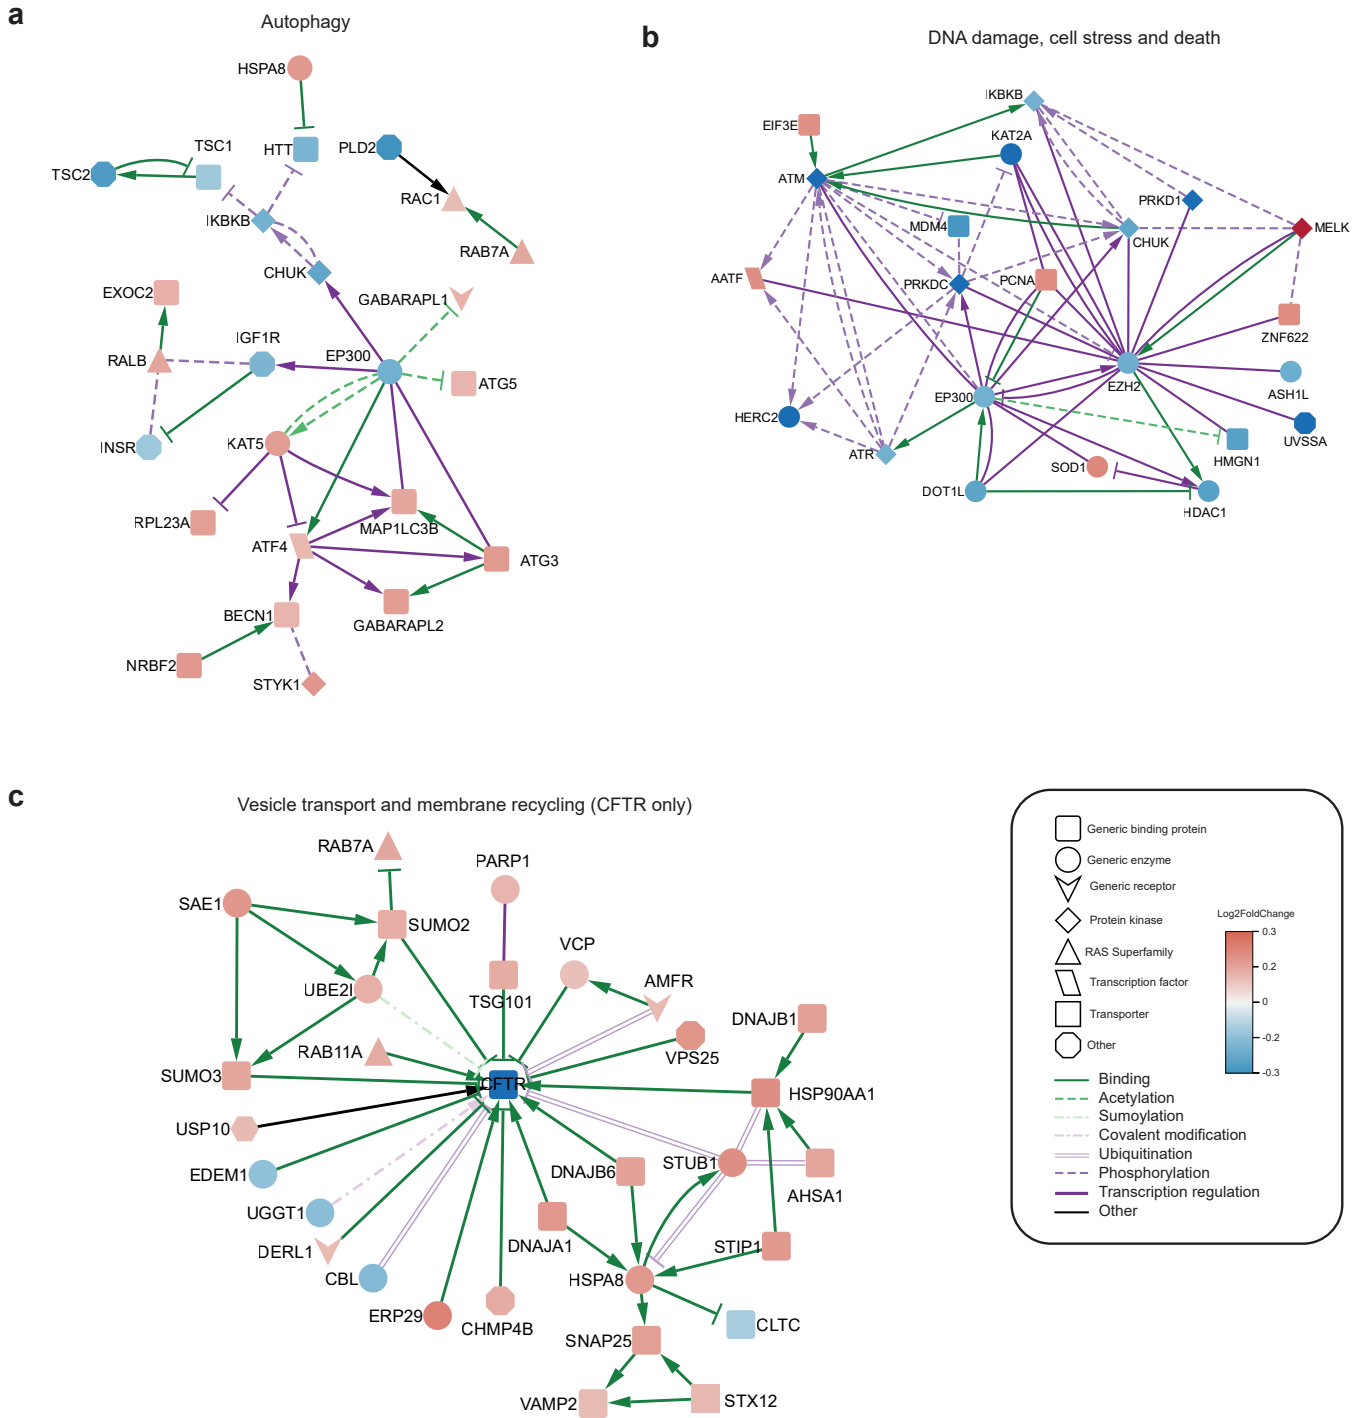 a
Autophagy
HSPA8
TSC1
HTT
PLD2
TSC2
RAC1
IKBKB
RAB7A
CHUK
EXOC2
GABARAPL1
IGF1R
RALB
EP300
ATG5
INSR
KAT5
RPL23A
MAP1LC3B
ATF4
ATG3
BECN1
GABARAPL2
NRBF2
STYK1
b
DNA damage, cell stress and death
IKBKB
EIF3E
KAT2A
ATM
PRKD1
MDM4
MELK
CHUK
AATF
PRKDC
PCNA
ZNF622
EZH2
ASH1L
EP300
HERC2
UVSSA
ATR
HMGN1
SOD1
DOT1L
HDAC1
c
Vesicle transport and membrane recycling (CFTR only)
RAB7A
PARP1
SAE1
SUMO2
VCP
AMFR
UBE2I
TSG101
DNAJB1
RAB11A
VPS25
SUMO3
CFTR
HSP90AA1
USP10
EDEM1
DNAJB6
STUB1
AHSA1
UGGT1
DERL1
DNAJA1
STIP1
CBL
HSPA8
ERP29
CHMP4B
CLTC
SNAP25
VAMP2
STX12
Generic binding protein
Generic enzyme
Generic receptor
Protein kinase
RAS Superfamily
Transcription factor
Transporter
Other
Log2FoldChange
0.3
0.2
0
-0.2
-0.3
Binding
Acetylation
Sumoylation
Covalent modification
Ubiquitination
Phosphorylation
Transcription regulation
Other